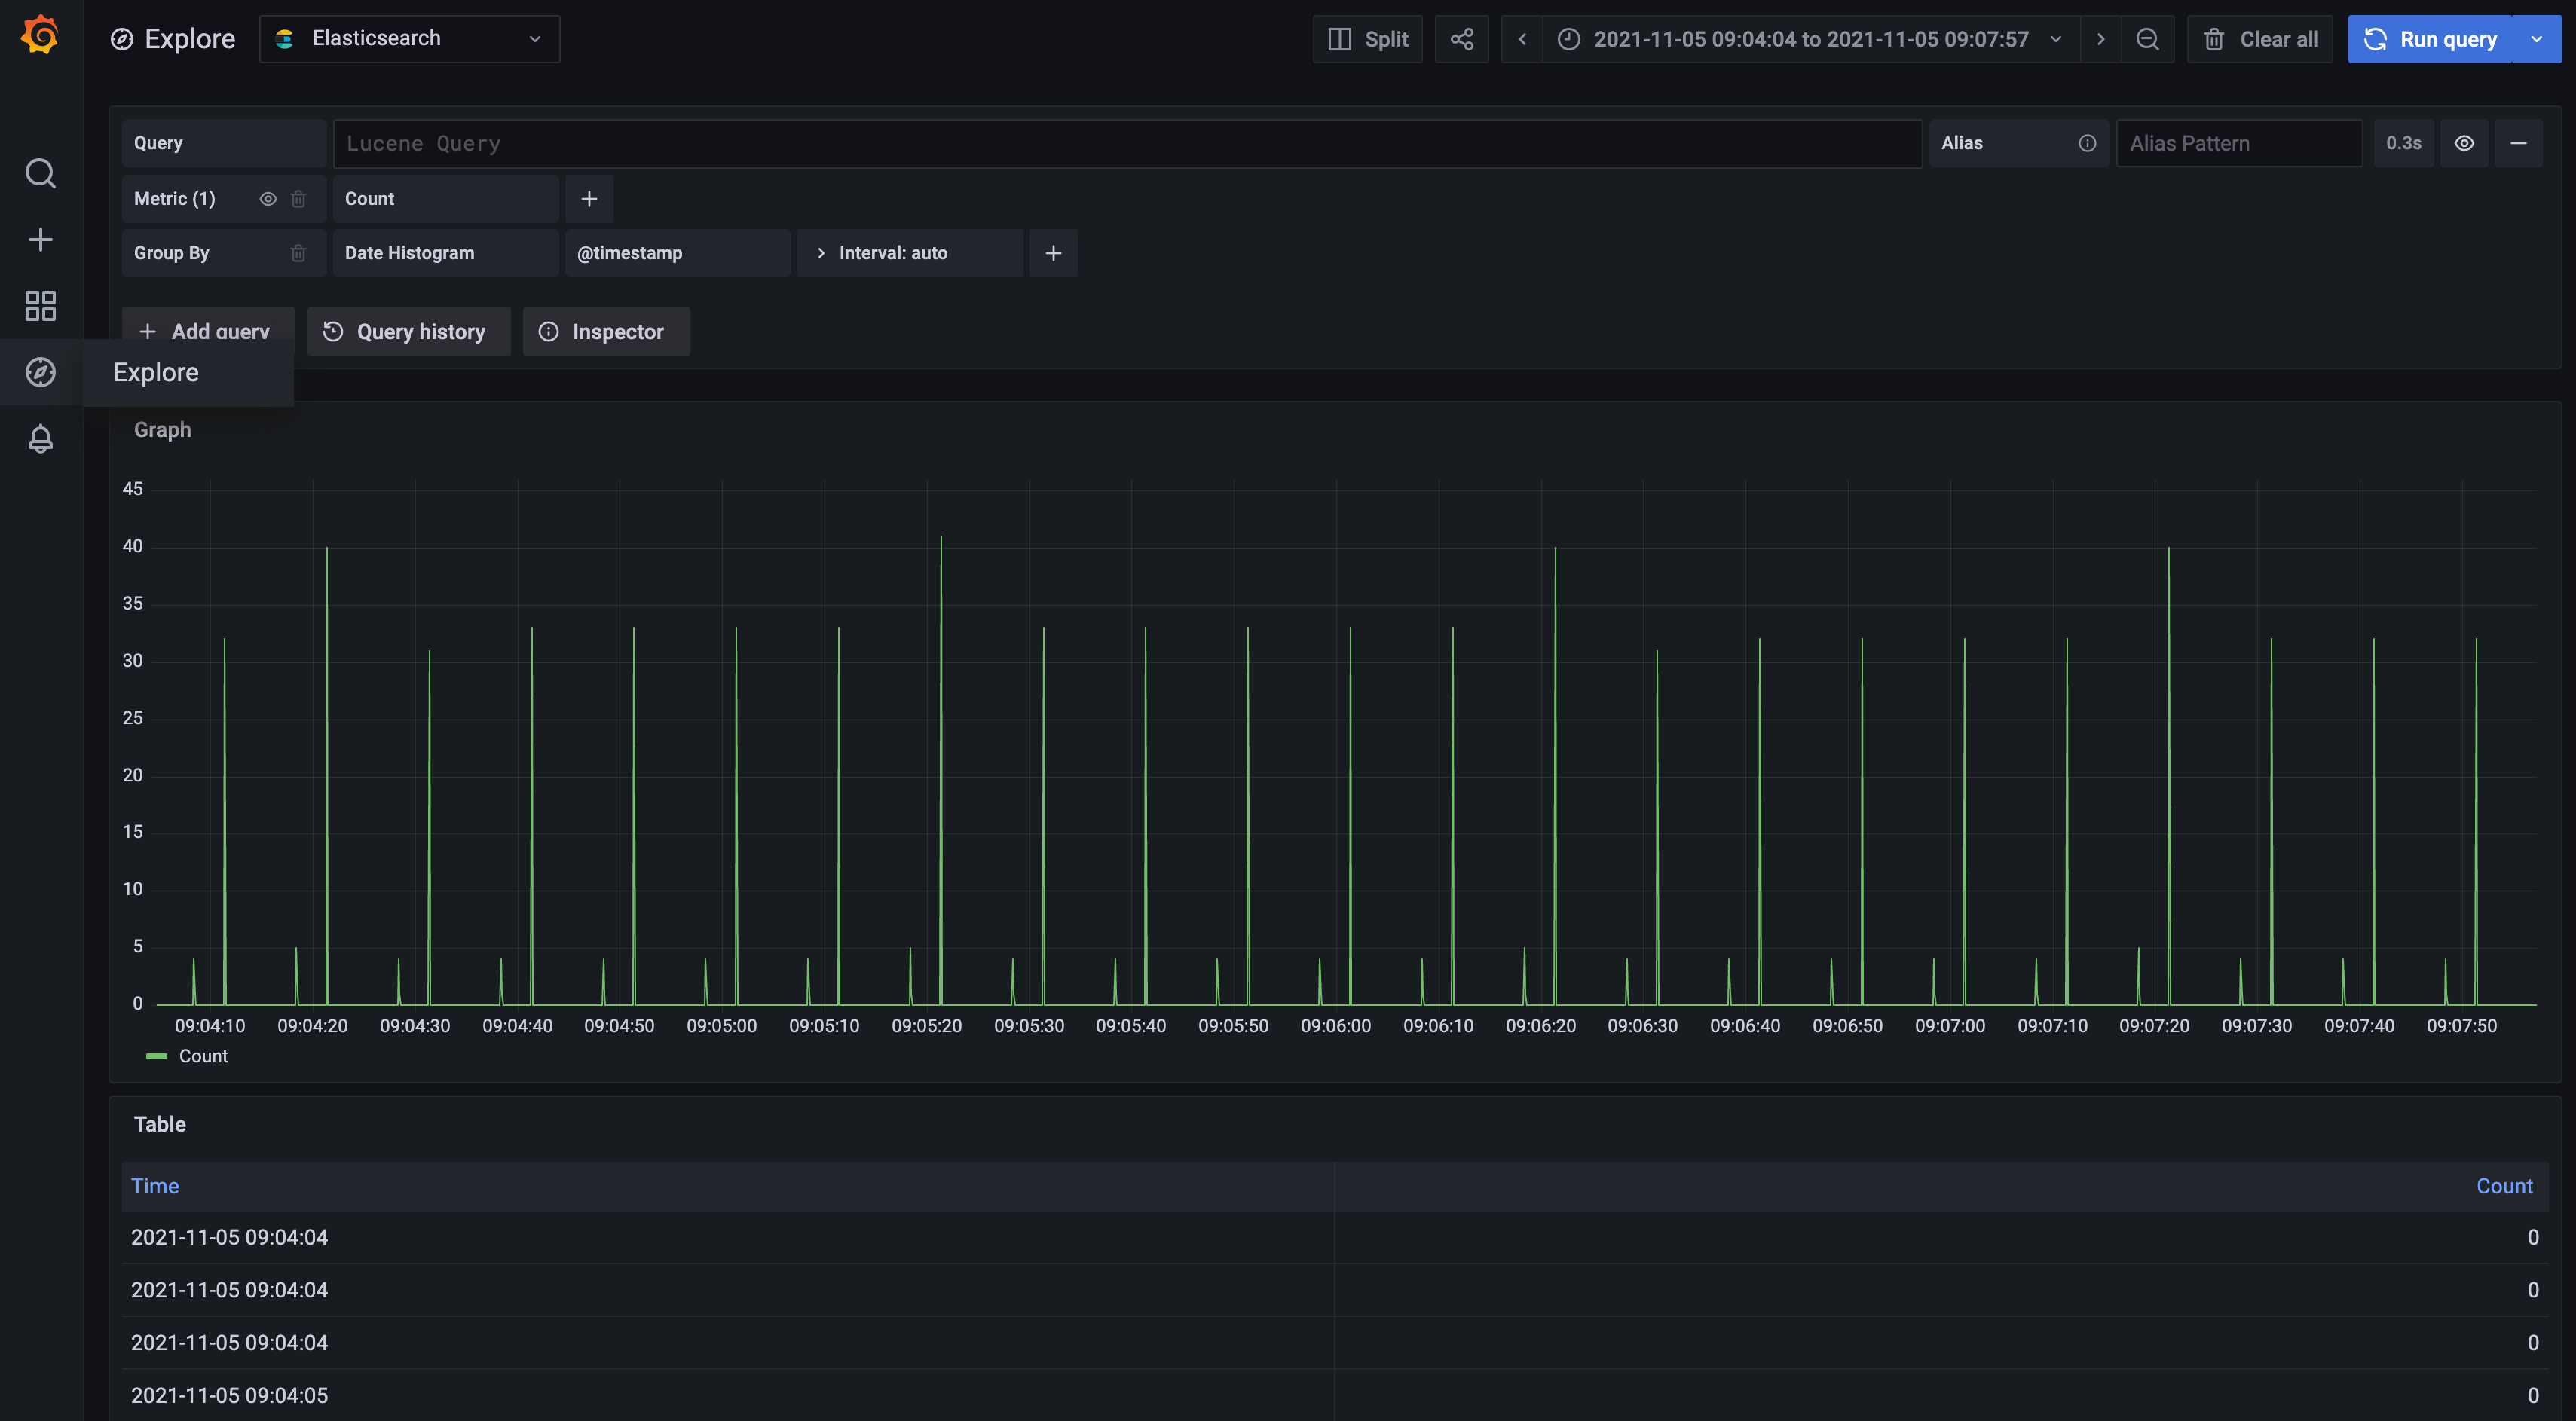 Explore Elasticsearch Split 2021-11-05 09:04:04 to 2021-11-05 09:07:57 Clear all Run query
Query Lucene Query Alias Alias Pattern 0.3s
Metric (1) Count
Group By Date Histogram @timestamp Interval: auto
Add query Query history Inspector
Explore
Graph
45
40
35
30
25
20
15
10
5
0
09:04:10 09:04:20 09:04:30 09:04:40 09:04:50 09:05:00 09:05:10 09:05:20 09:05:30 09:05:40 09:05:50 09:06:00 09:06:10 09:06:20 09:06:30 09:06:40 09:06:50 09:07:00 09:07:10 09:07:20 09:07:30 09:07:40 09:07:50
Count
Table
Time Count
2021-11-05 09:04:04 0
2021-11-05 09:04:04 0
2021-11-05 09:04:04 0
2021-11-05 09:04:05 0